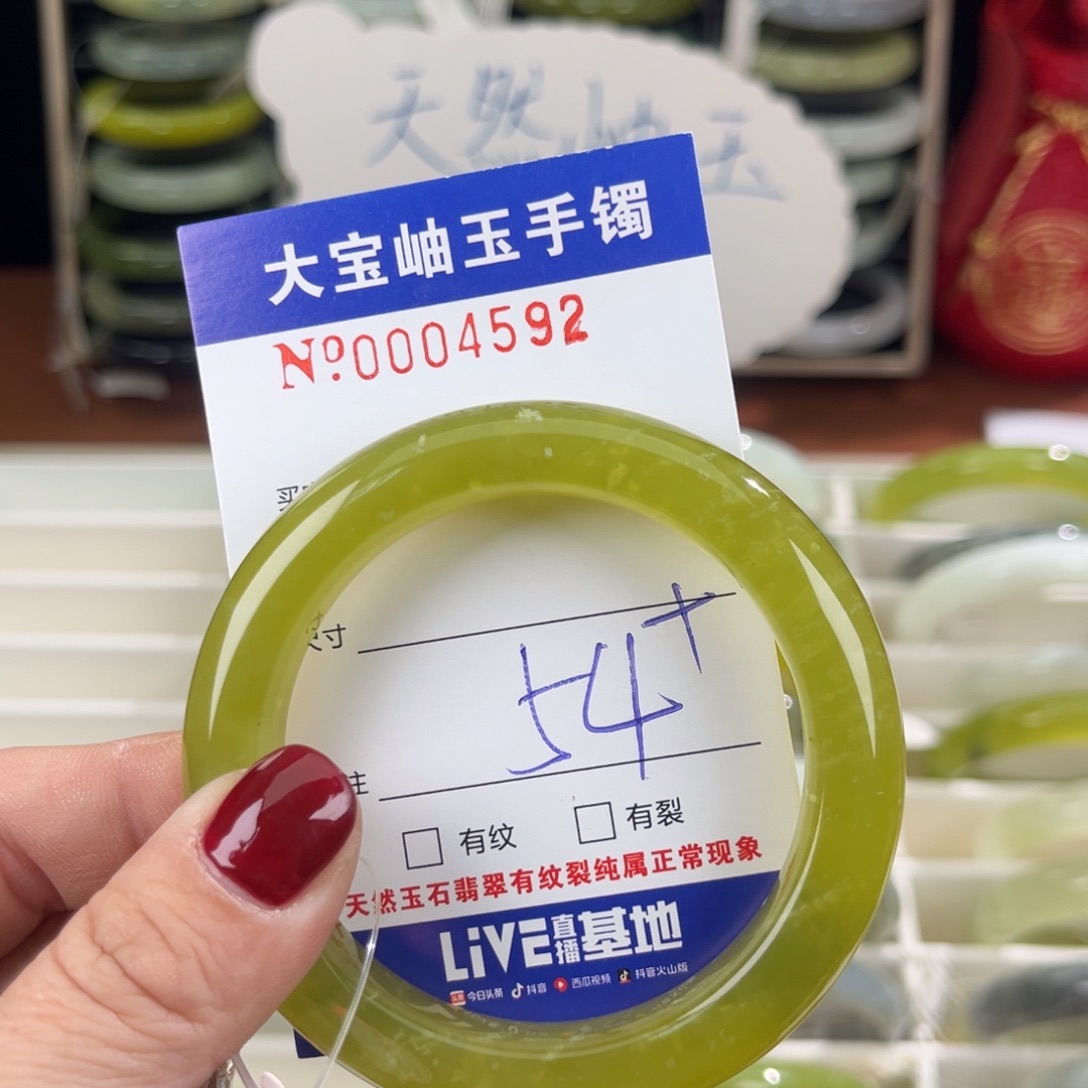 天然岫玉
大宝岫玉手镯
Nº0004592
买
尺寸
54+
注
有纹
有裂
天然玉石翡翠有纹裂纯属正常现象
LiVE直播基地
今日头条 抖音 西瓜视频 抖音火山版